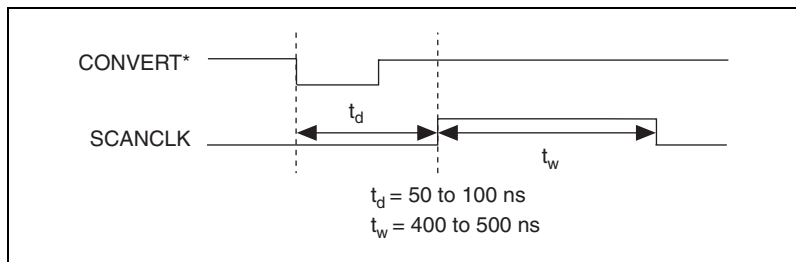 CONVERT*
t_d
SCANCLK
t_w
t_d = 50 to 100 ns
t_w = 400 to 500 ns